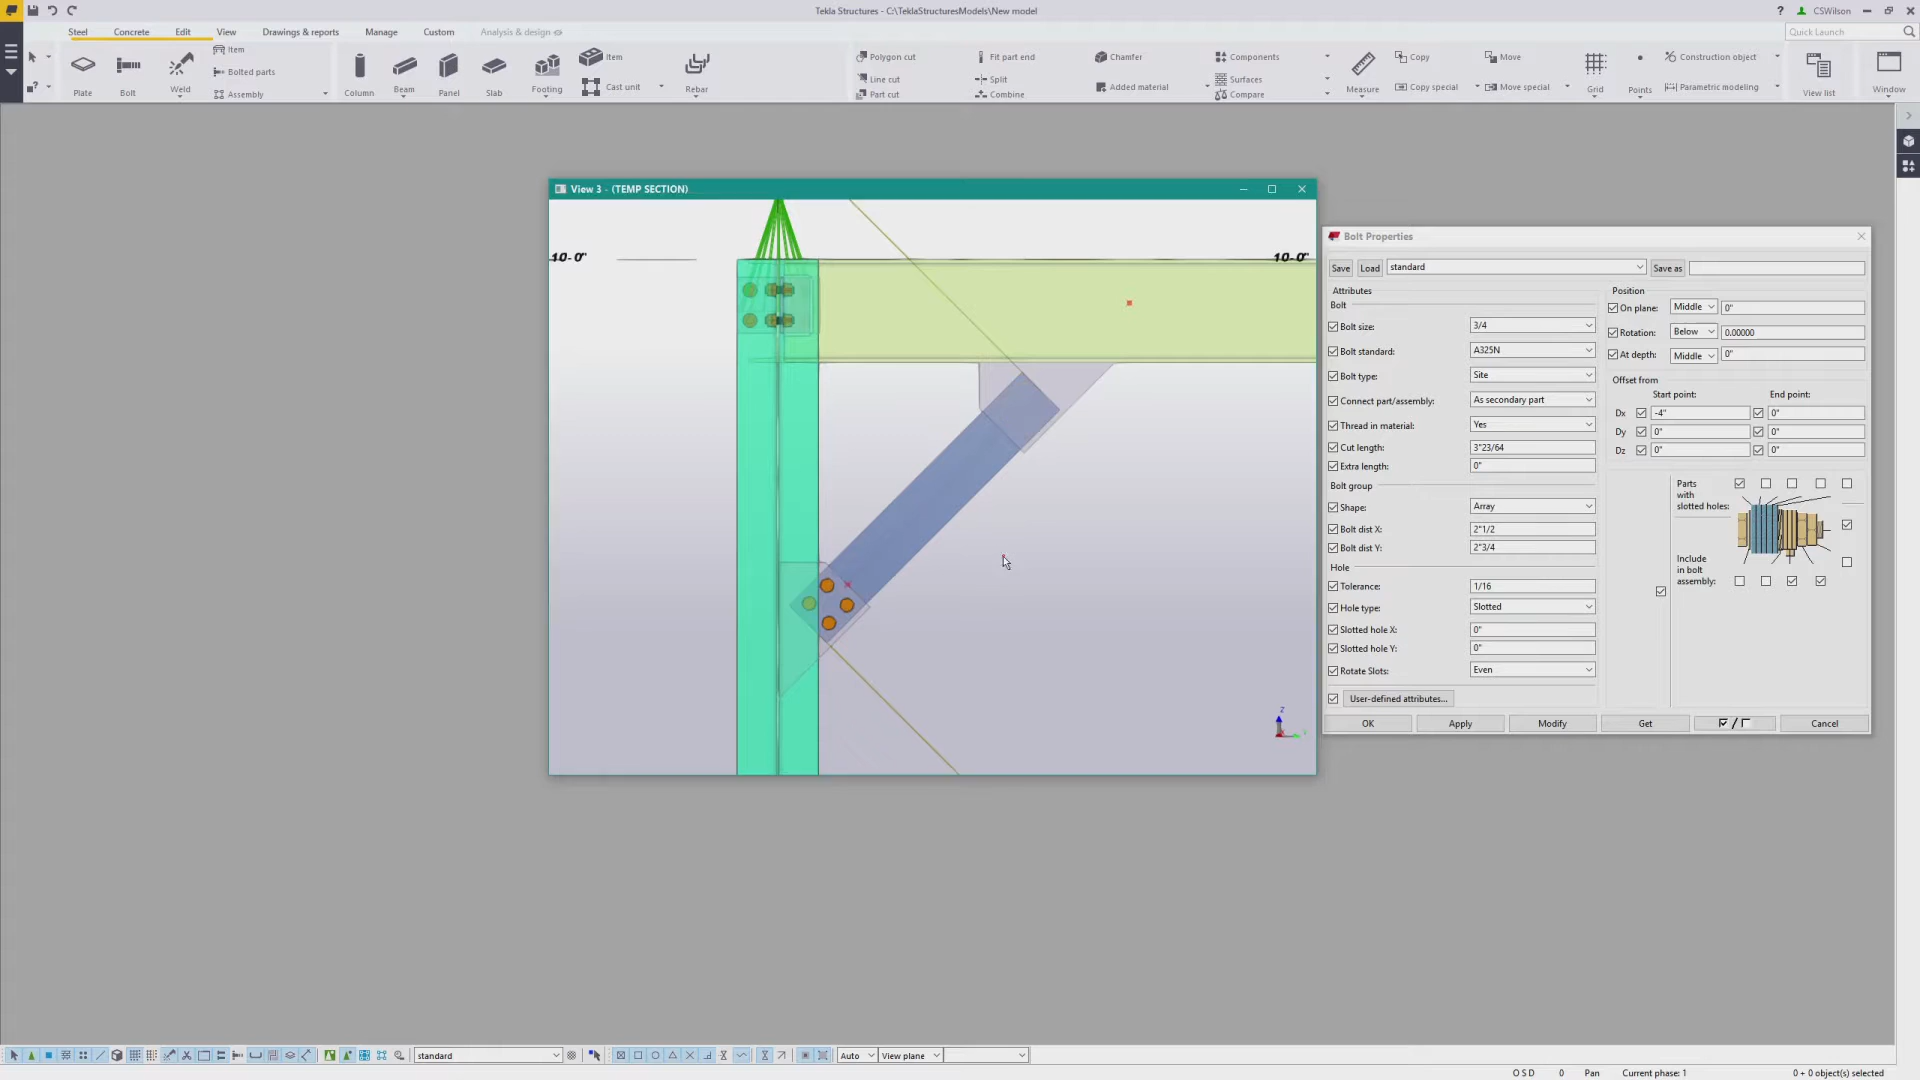 Tekla Structures - C:\TeklaStructuresModels\New model
? CSWilson
Steel Concrete Edit View Drawings & reports Manage Custom Analysis & design
Quick Launch
Item
Bolted parts
Assembly
Plate Bolt Weld
Column Beam Panel Slab Footing
Item
Cast unit
Rebar
Polygon cut
Line cut
Part cut
Fit part end
Split
Combine
Chamfer
Added material
Components
Surfaces
Compare
Measure
Copy
Copy special
Move
Move special
Grid
Points
Construction object
Parametric modeling
View list
Window
View 3 - (TEMP SECTION)
10'-0"
10'-0"
Z
Bolt Properties
Save Load standard Save as
Attributes
Bolt
Bolt size: 3/4
Bolt standard: A325N
Bolt type: Site
Connect part/assembly: As secondary part
Thread in material: Yes
Cut length: 3"23/64
Extra length: 0"
Bolt group
Shape: Array
Bolt dist X: 2"1/2
Bolt dist Y: 2"3/4
Hole
Tolerance: 1/16
Hole type: Slotted
Slotted hole X: 0"
Slotted hole Y: 0"
Rotate Slots: Even
User-defined attributes...
Position
On plane: Middle 0"
Rotation: Below 0.00000
At depth: Middle 0"
Offset from
Start point: End point:
Dx -4" 0"
Dy 0" 0"
Dz 0" 0"
Parts
with
slotted holes:
Include
in bolt
assembly:
OK Apply Modify Get / Cancel
standard
Auto View plane
O S D 0 Pan Current phase: 1 0 + 0 object(s) selected